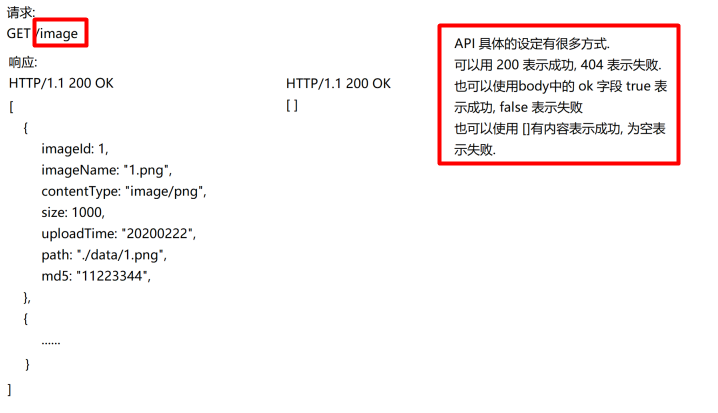 请求:
GET /image
响应:
HTTP/1.1 200 OK
[
{
imageId: 1,
imageName: "1.png",
contentType: "image/png",
size: 1000,
uploadTime: "20200222",
path: "./data/1.png",
md5: "11223344",
},
{
......
}
]
HTTP/1.1 200 OK
[ ]
API 具体的设定有很多方式.
可以用 200 表示成功, 404 表示失败.
也可以使用body中的 ok 字段 true 表
示成功, false 表示失败
也可以使用 []有内容表示成功, 为空表
示失败.